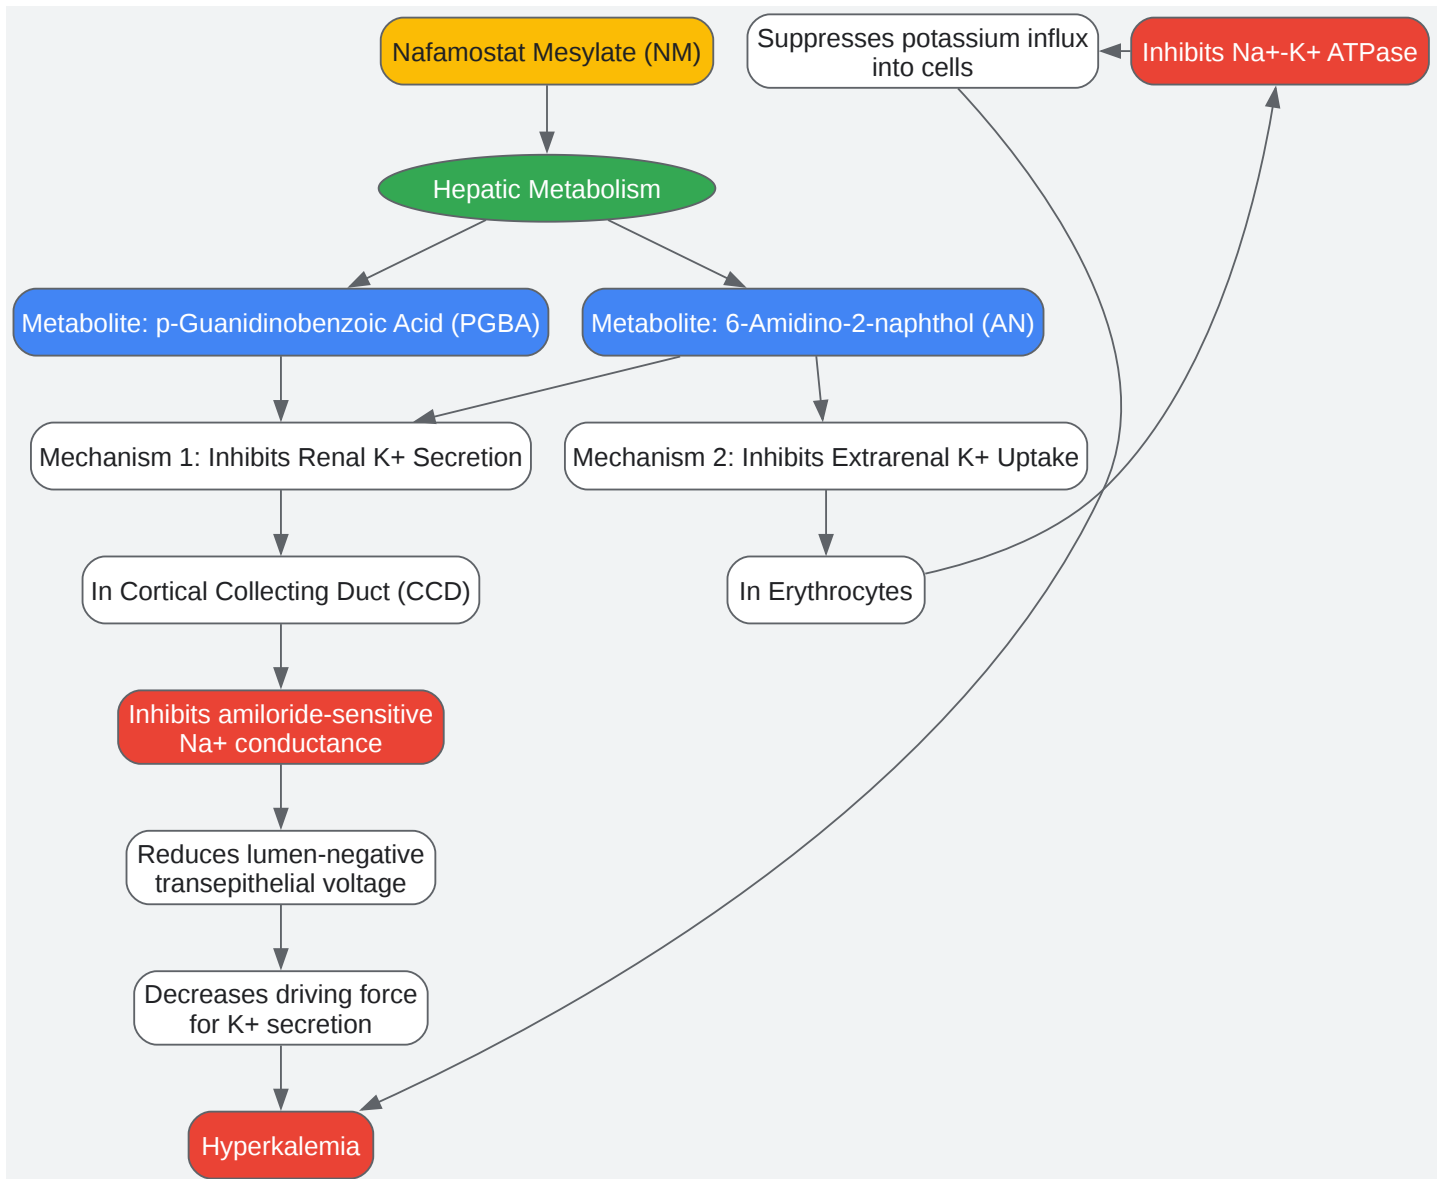 Nafamostat Mesylate (NM)
Suppresses potassium influx
into cells
Inhibits Na+-K+ ATPase
Hepatic Metabolism
Metabolite: p-Guanidinobenzoic Acid (PGBA)
Metabolite: 6-Amidino-2-naphthol (AN)
Mechanism 1: Inhibits Renal K+ Secretion
Mechanism 2: Inhibits Extrarenal K+ Uptake
In Cortical Collecting Duct (CCD)
In Erythrocytes
Inhibits amiloride-sensitive
Na+ conductance
Reduces lumen-negative
transepithelial voltage
Decreases driving force
for K+ secretion
Hyperkalemia